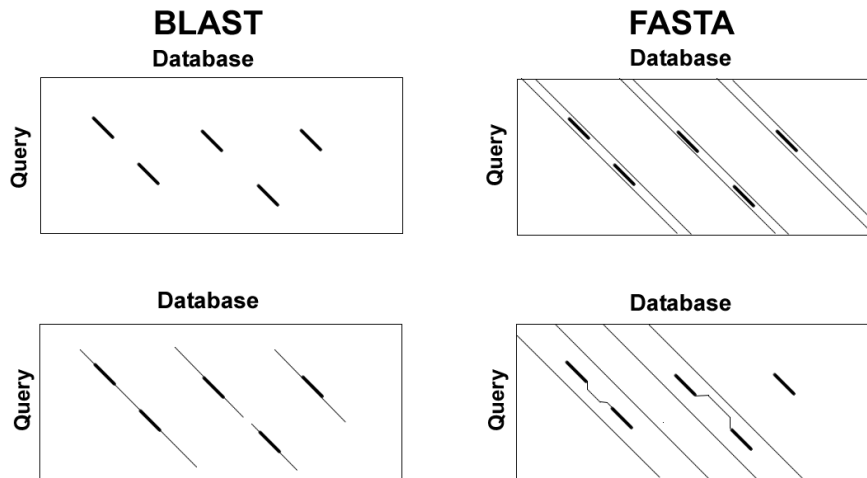 BLAST
Database
Query
FASTA
Database
Query
Database
Query
Database
Query